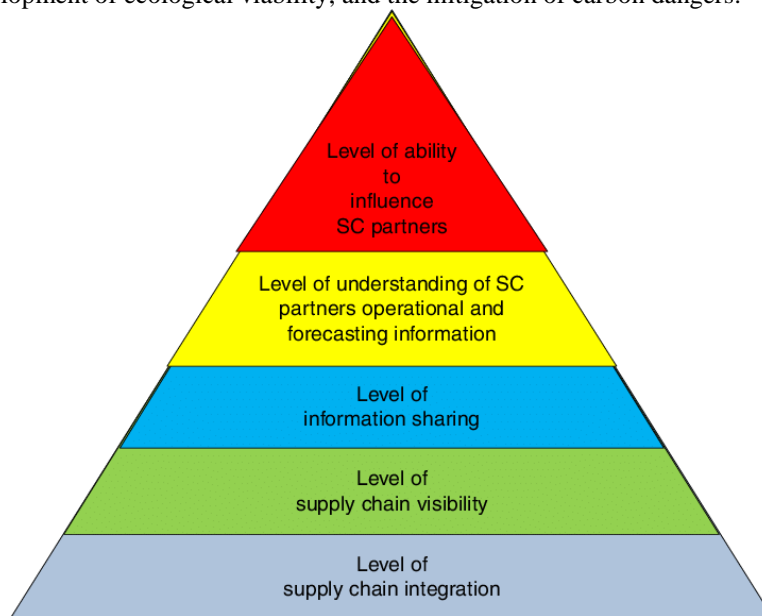 lopment of ecological viability, and the mitigation of carbon dangers.
Level of ability
to
influence
SC partners
Level of understanding of SC
partners operational and
forecasting information
Level of
information sharing
Level of
supply chain visibility
Level of
supply chain integration